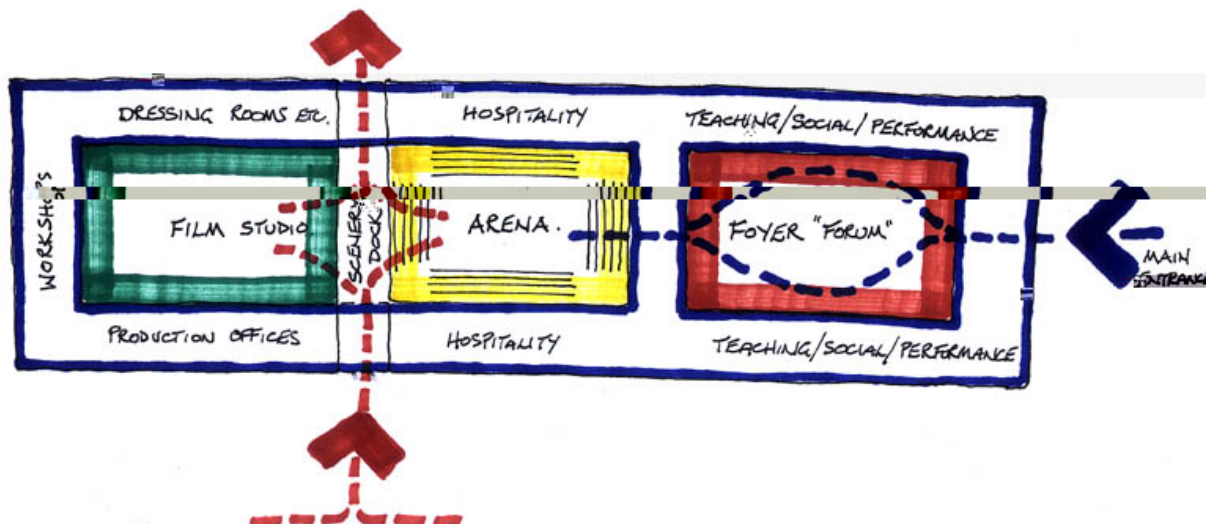 DRESSING ROOMS ETC.
HOSPITALITY
TEACHING/SOCIAL/PERFORMANCE
WORKSHOPS
FILM STUDIO
SCENERY
DOCK
ARENA.
FOYER "FORUM"
MAIN
ENTRANCE
PRODUCTION OFFICES
HOSPITALITY
TEACHING/SOCIAL/PERFORMANCE